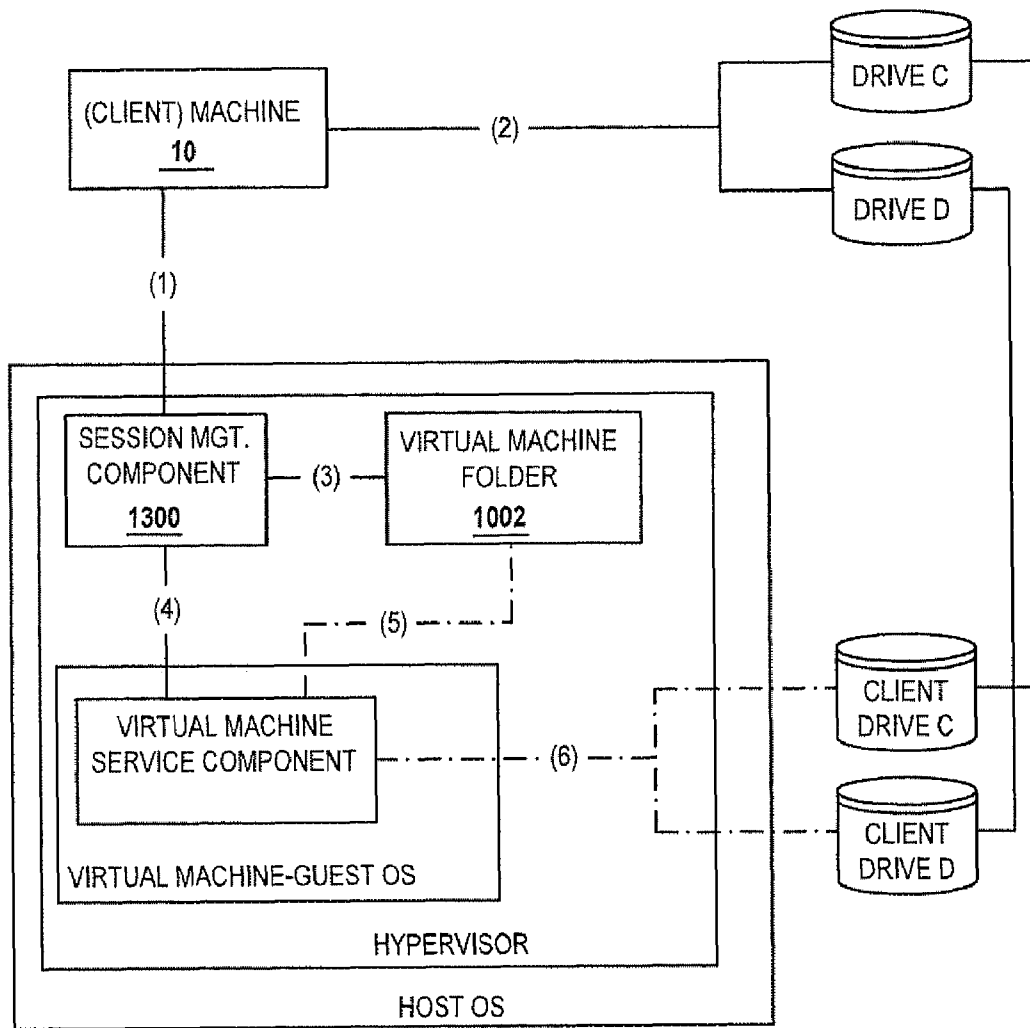 DRIVE C
(CLIENT) MACHINE
10
(2)
DRIVE D
(1)
SESSION MGT.
COMPONENT
1300
(3)
VIRTUAL MACHINE
FOLDER
1002
(4)
(5)
VIRTUAL MACHINE
SERVICE COMPONENT
(6)
CLIENT
DRIVE C
CLIENT
DRIVE D
VIRTUAL MACHINE-GUEST OS
HYPERVISOR
HOST OS